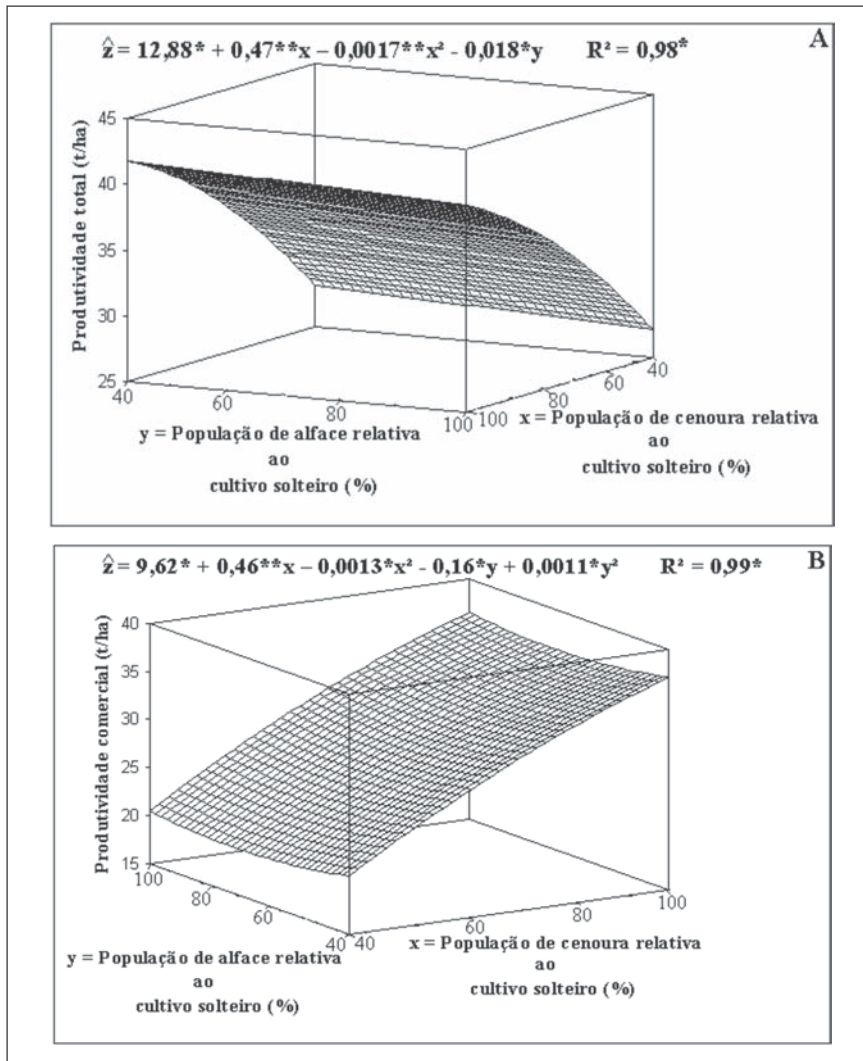 ẑ = 12,88* + 0,47**x – 0,0017**x² - 0,018*y R² = 0,98*
A
Produtividade total (t/ha)
45
40
35
30
25
40
60
80
100
100
80
60
40
y = População de alface relativa
ao
cultivo solteiro (%)
x = População de cenoura relativa
ao
cultivo solteiro (%)
ẑ = 9,62* + 0,46**x – 0,0013*x² - 0,16*y + 0,0011*y² R² = 0,99*
B
Produtividade comercial (t/ha)
40
35
30
25
20
15
100
80
60
40
40
60
80
100
y = População de alface relativa
ao
cultivo solteiro (%)
x = População de cenoura relativa
ao
cultivo solteiro (%)